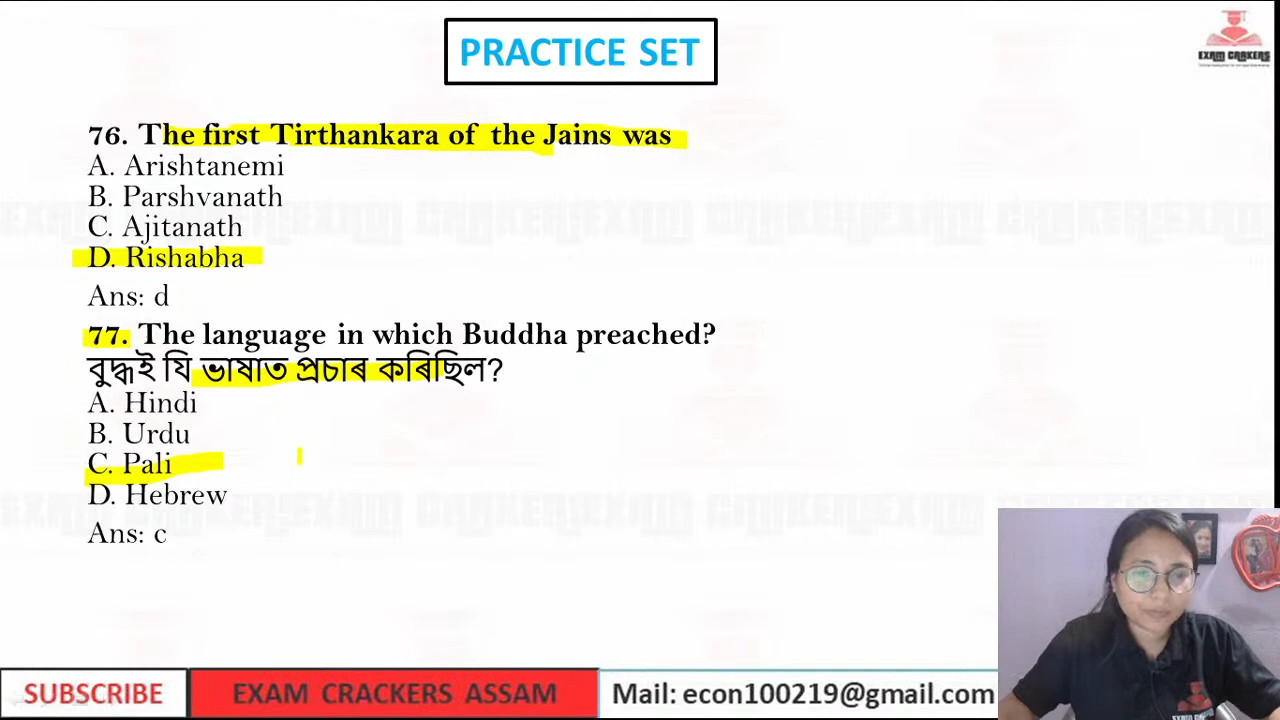 PRACTICE SET
EXAM CRAKERS
76. The first Tirthankara of the Jains was
A. Arishtanemi
B. Parshvanath
C. Ajitanath
D. Rishabha
Ans: d
77. The language in which Buddha preached?
বুদ্ধই যি ভাষাত প্ৰচাৰ কৰিছিল?
A. Hindi
B. Urdu
C. Pali
D. Hebrew
Ans: c
SUBSCRIBE EXAM CRACKERS ASSAM Mail: econ100219@gmail.com